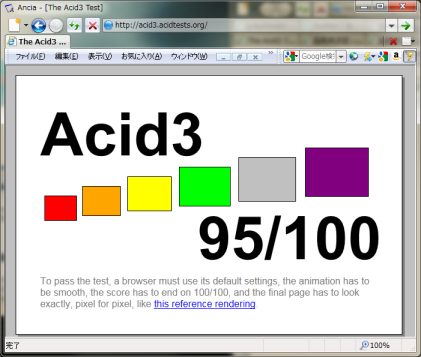 Ancia - [The Acid3 Test]
http://acid3.acidtests.org/
The Acid3 ...
ファイル(F) 編集(E) 表示(V) お気に入り(A) ウィンドウ(W) » Google検
Acid3
95/100
To pass the test, a browser must use its default settings, the animation has to
be smooth, the score has to end on 100/100, and the final page has to look
exactly, pixel for pixel, like this reference rendering.
完了 100%